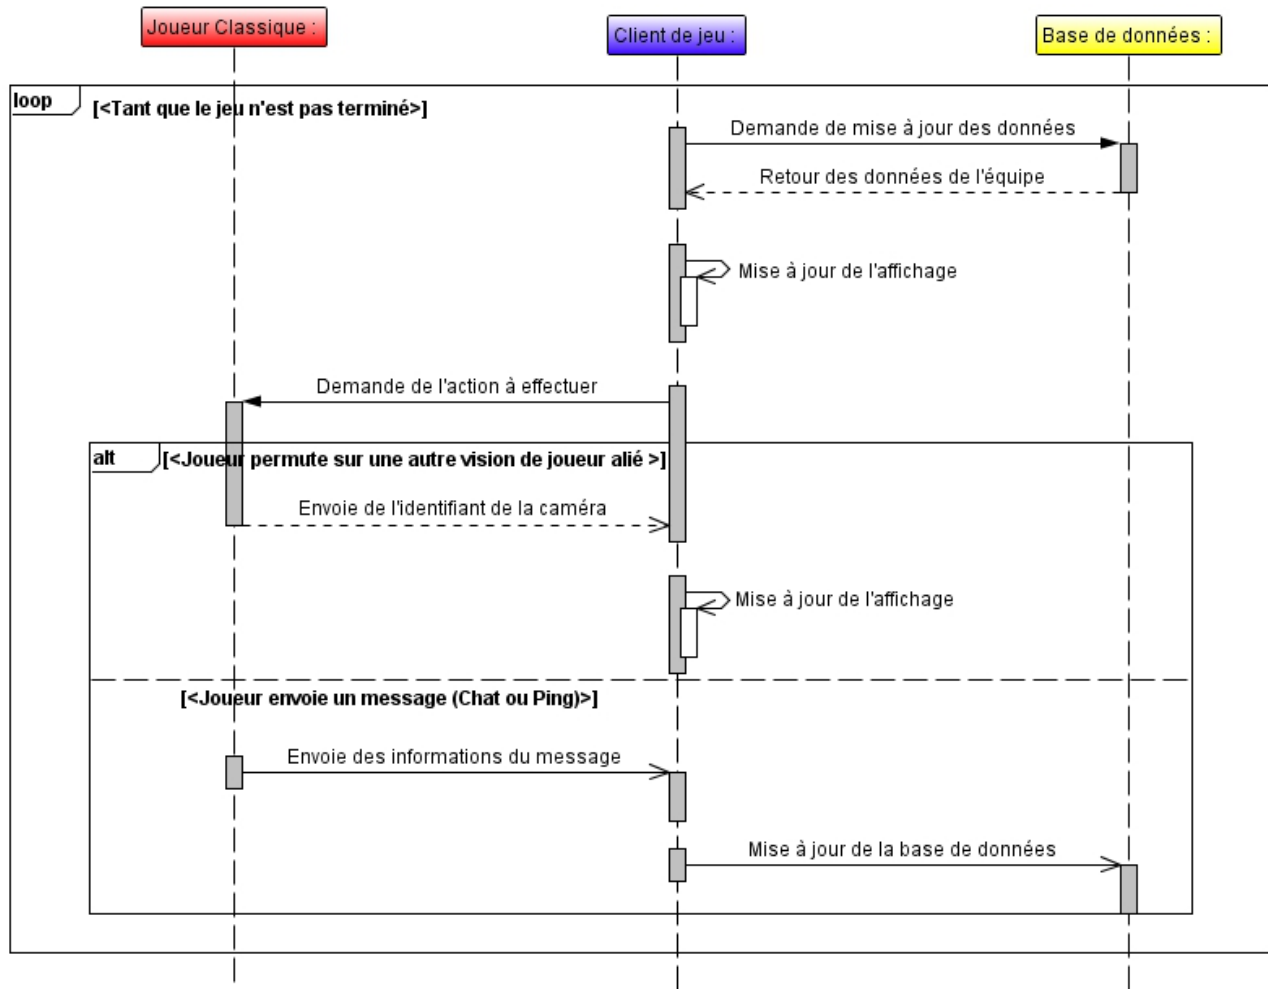 Joueur Classique :
Client de jeu :
Base de données :
loop
[<Tant que le jeu n'est pas terminé>]
Demande de mise à jour des données
Retour des données de l'équipe
Mise à jour de l'affichage
Demande de l'action à effectuer
alt
[<Joueur permute sur une autre vision de joueur alié >]
Envoie de l'identifiant de la caméra
Mise à jour de l'affichage
[<Joueur envoie un message (Chat ou Ping)>]
Envoie des informations du message
Mise à jour de la base de données